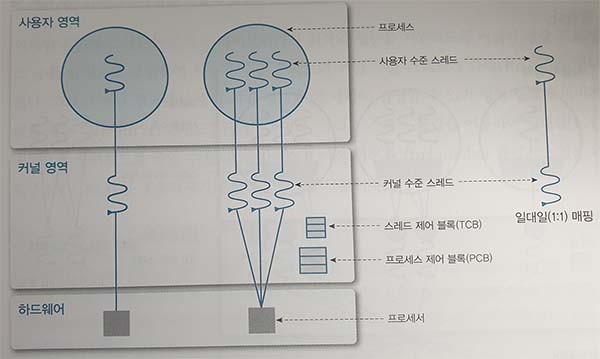 사용자 영역
프로세스
사용자 수준 스레드
커널 영역
커널 수준 스레드
일대일(1:1) 매핑
스레드 제어 블록(TCB)
프로세스 제어 블록(PCB)
하드웨어
프로세서